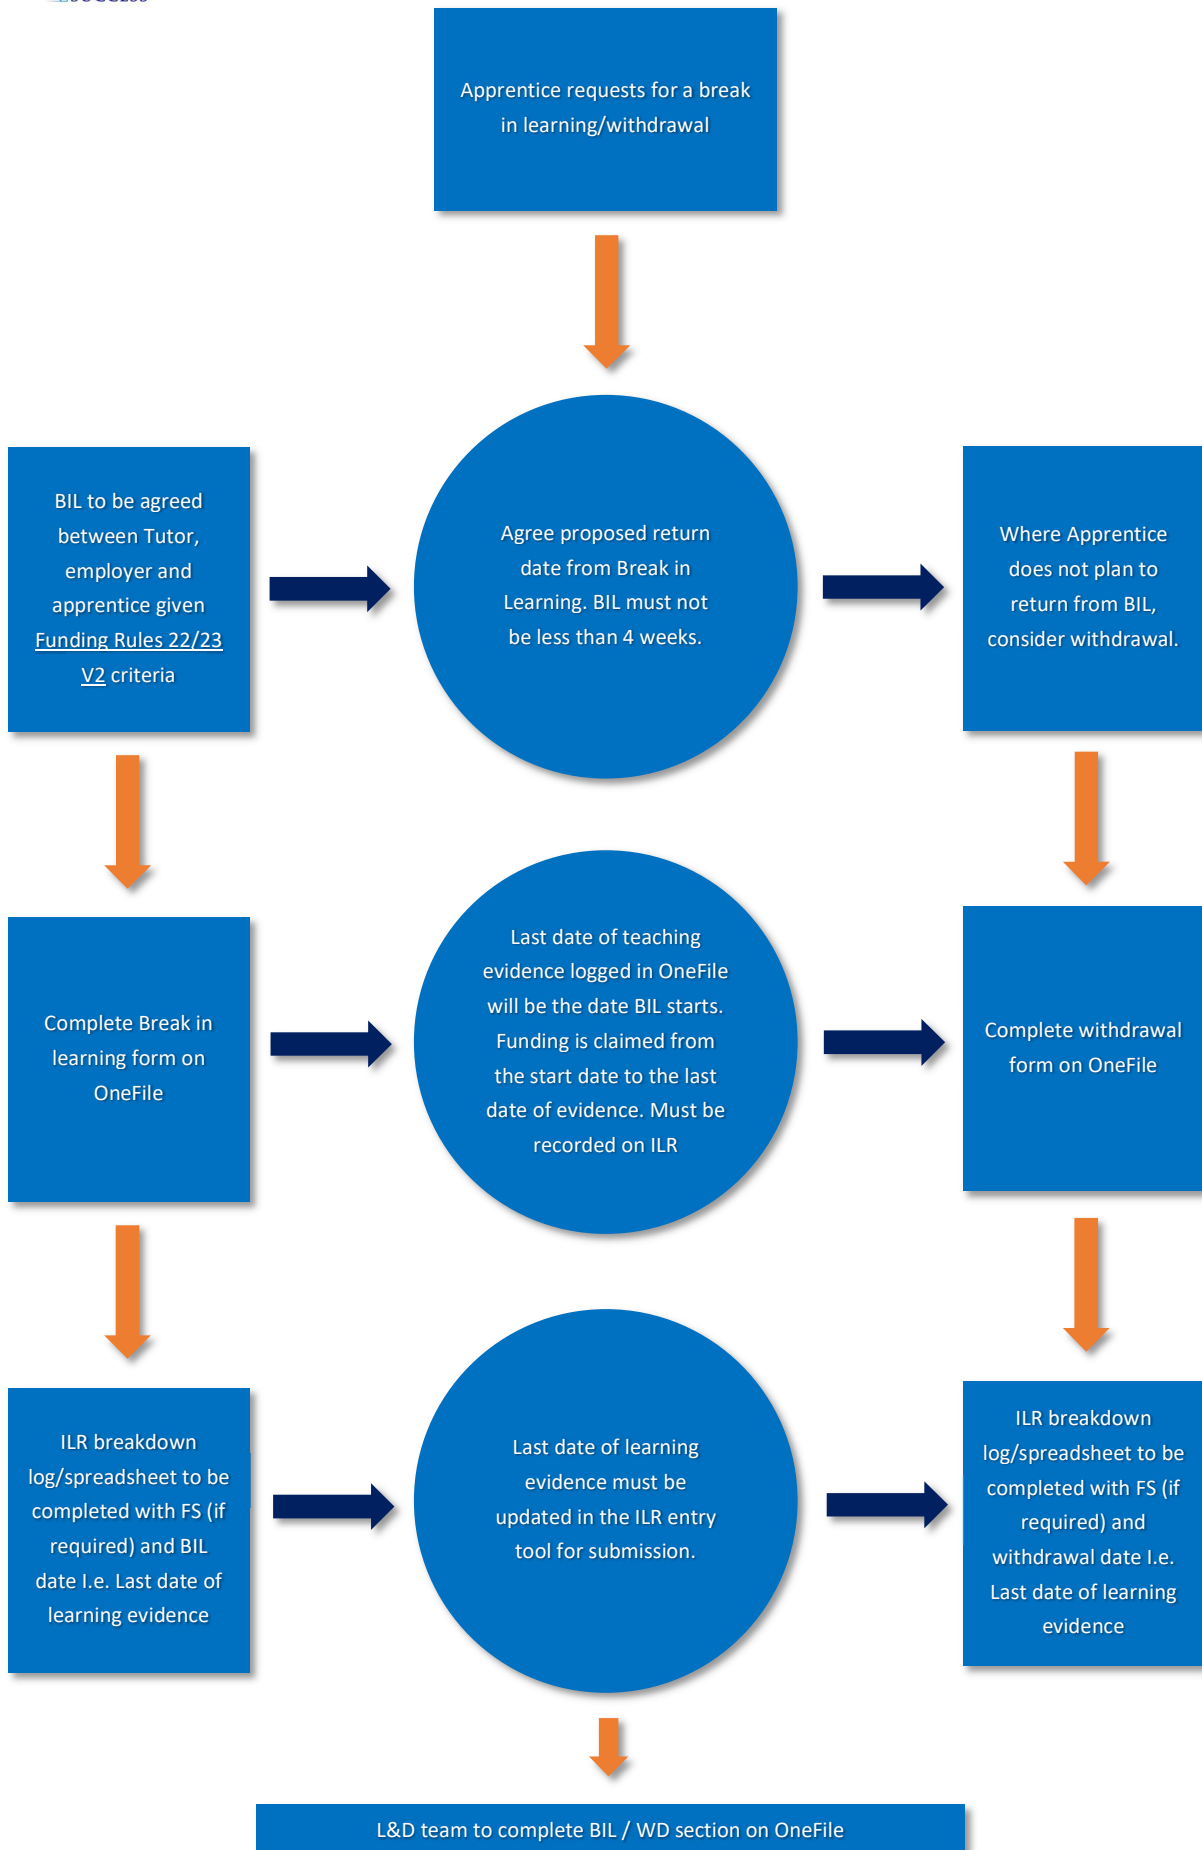 SUCCESS
Apprentice requests for a break
in learning/withdrawal
BIL to be agreed
between Tutor,
employer and
apprentice given
Funding Rules 22/23
V2 criteria
Agree proposed return
date from Break in
Learning. BIL must not
be less than 4 weeks.
Where Apprentice
does not plan to
return from BIL,
consider withdrawal.
Complete Break in
learning form on
OneFile
Last date of teaching
evidence logged in OneFile
will be the date BIL starts.
Funding is claimed from
the start date to the last
date of evidence. Must be
recorded on ILR
Complete withdrawal
form on OneFile
ILR breakdown
log/spreadsheet to be
completed with FS (if
required) and BIL
date I.e. Last date of
learning evidence
Last date of learning
evidence must be
updated in the ILR entry
tool for submission.
ILR breakdown
log/spreadsheet to be
completed with FS (if
required) and
withdrawal date I.e.
Last date of learning
evidence
L&D team to complete BIL / WD section on OneFile